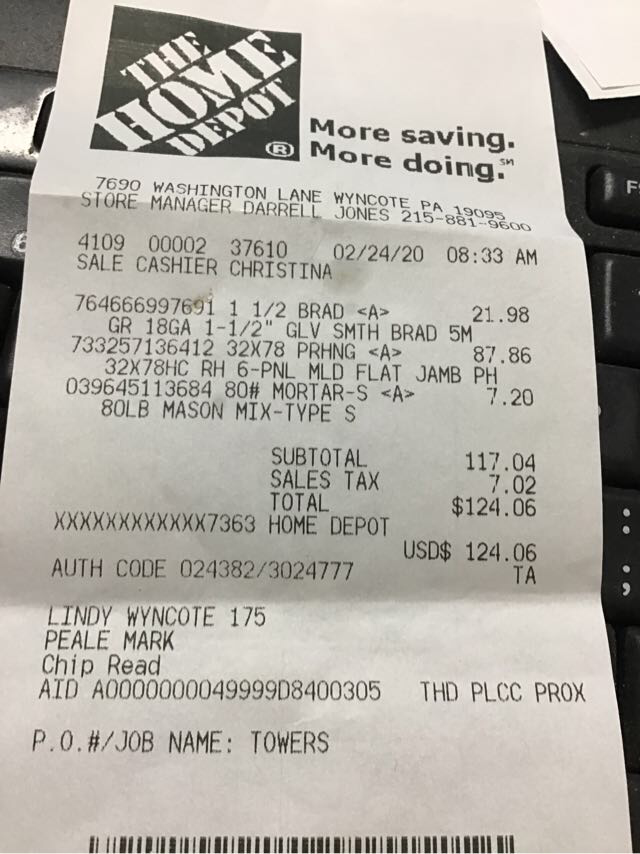 THE
HOME
DEPOT
®
More saving.
More doing.℠
7690 WASHINGTON LANE WYNCOTE PA 19095
STORE MANAGER DARRELL JONES 215-881-9600
4109 00002 37610 02/24/20 08:33 AM
SALE CASHIER CHRISTINA
764666997691 1 1/2 BRAD <A> 21.98
GR 18GA 1-1/2" GLV SMTH BRAD 5M
733257136412 32X78 PRHNG <A> 87.86
32X78HC RH 6-PNL MLD FLAT JAMB PH
039645113684 80# MORTAR-S <A> 7.20
80LB MASON MIX-TYPE S
SUBTOTAL 117.04
SALES TAX 7.02
TOTAL $124.06
XXXXXXXXXXXX7363 HOME DEPOT
USD$ 124.06
AUTH CODE 024382/3024777 TA
LINDY WYNCOTE 175
PEALE MARK
Chip Read
AID A0000000049999D8400305 THD PLCC PROX
P.O.#/JOB NAME: TOWERS